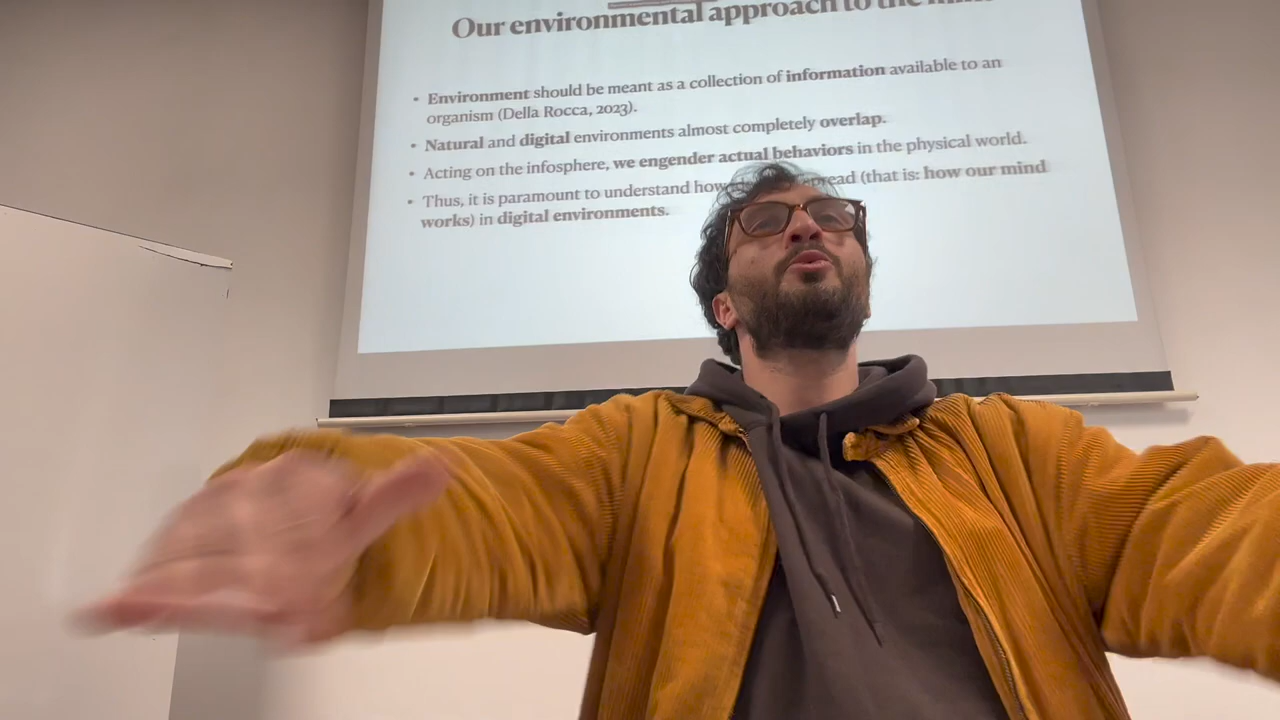 Our environmental approach to the
• Environment should be meant as a collection of information available to an
organism (Della Rocca, 2023).
• Natural and digital environments almost completely overlap.
• Acting on the infosphere, we engender actual behaviors in the physical world.
• Thus, it is paramount to understand how spread (that is: how our mind
works) in digital environments.